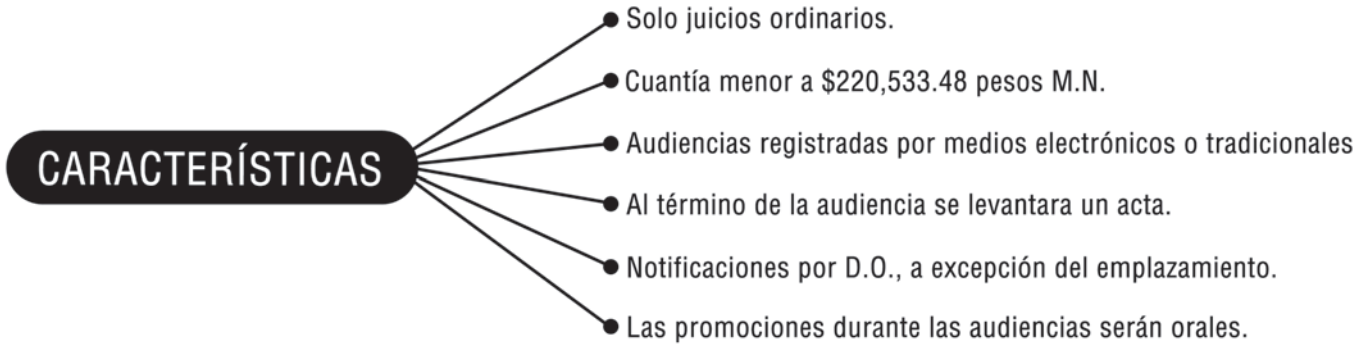 CARACTERÍSTICAS
Solo juicios ordinarios.
Cuantía menor a $220,533.48 pesos M.N.
Audiencias registradas por medios electrónicos o tradicionales
Al término de la audiencia se levantara un acta.
Notificaciones por D.O., a excepción del emplazamiento.
Las promociones durante las audiencias serán orales.